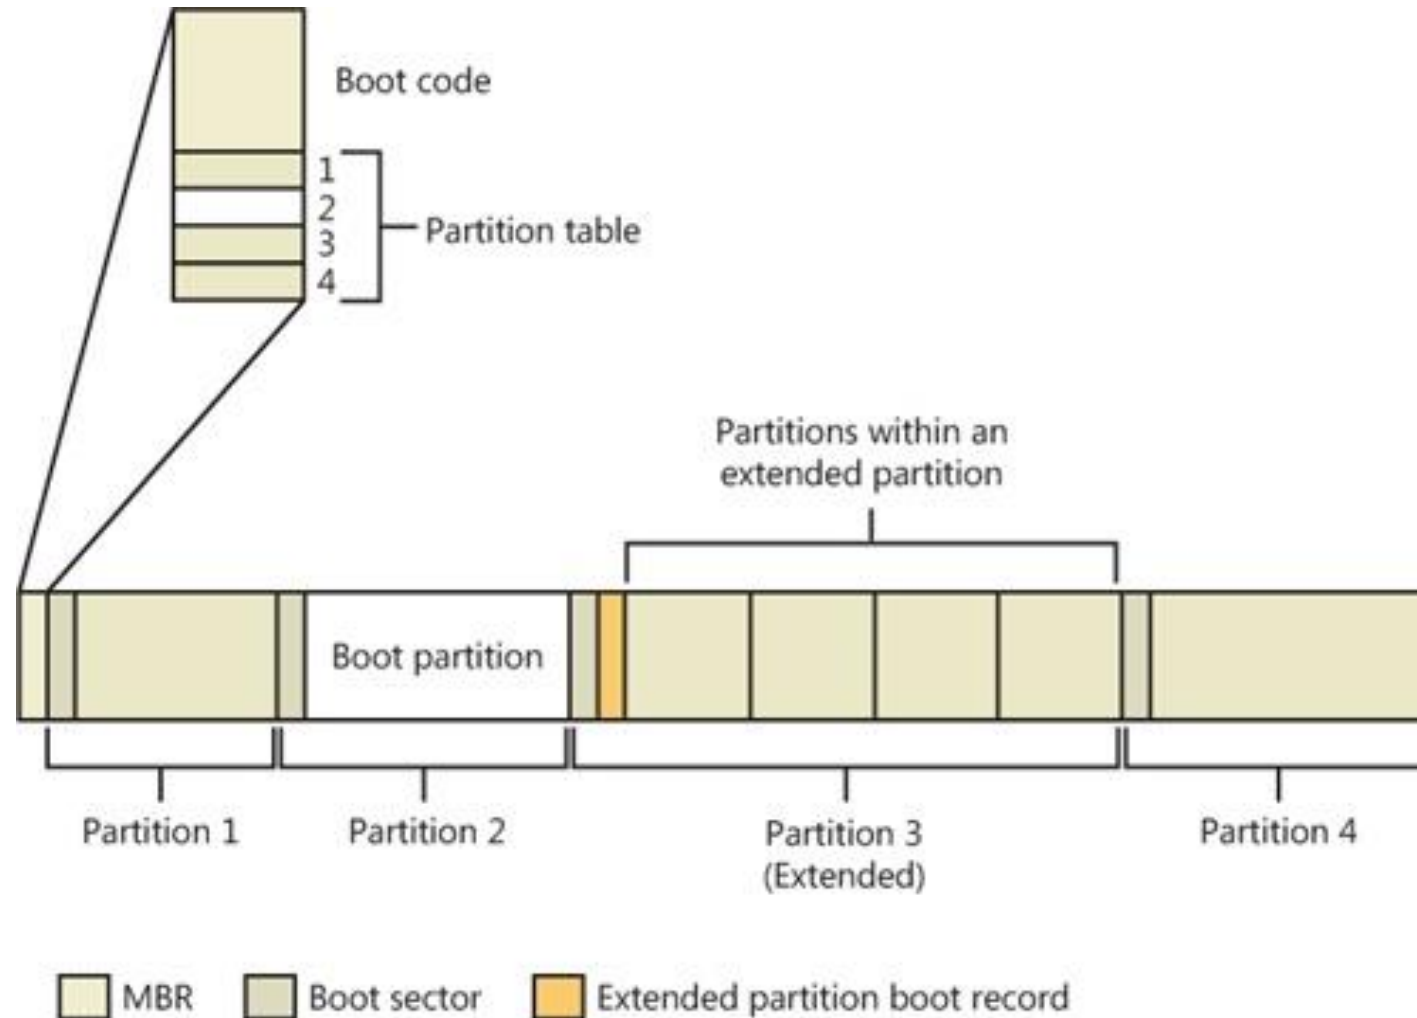 Boot code
1
2
3
4
Partition table
Partitions within an
extended partition
Boot partition
Partition 1
Partition 2
Partition 3
(Extended)
Partition 4
MBR
Boot sector
Extended partition boot record